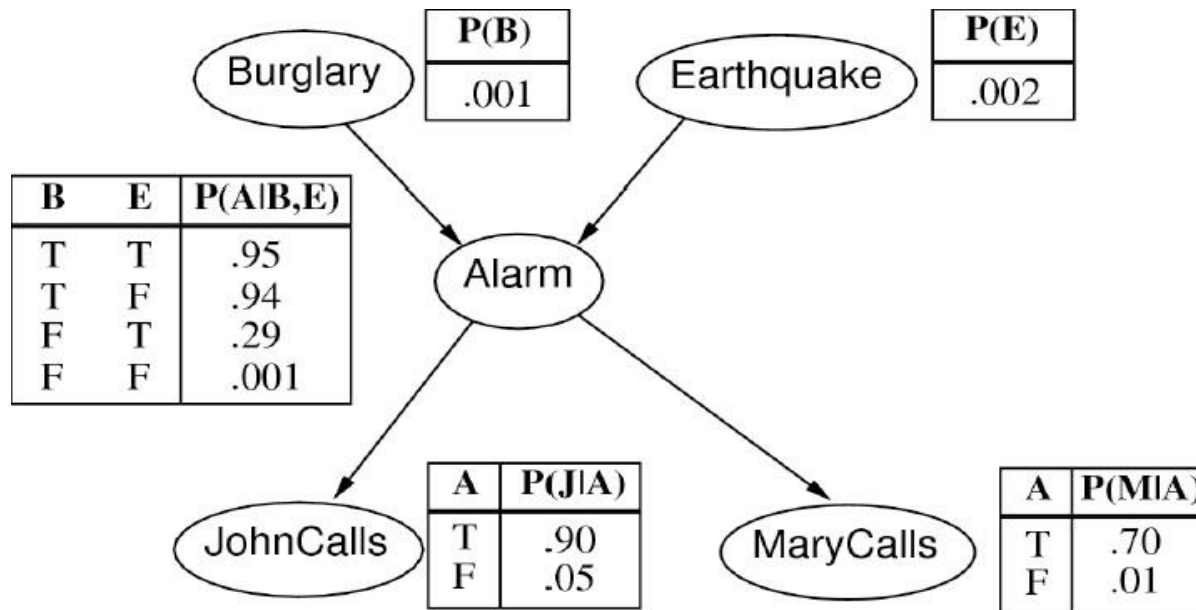 Burglary
P(B)
.001
Earthquake
P(E)
.002
B E P(A|B,E)
T T .95
T F .94
F T .29
F F .001
Alarm
JohnCalls
A P(J|A)
T .90
F .05
MaryCalls
A P(M|A)
T .70
F .01